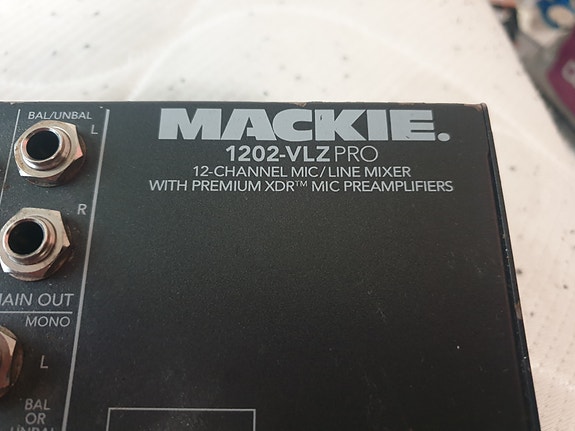 BAL/UNBAL
L
R
MAIN OUT
MONO
L
BAL
OR
UNBAL
MACKIE.
1202-VLZ PRO
12-CHANNEL MIC/LINE MIXER
WITH PREMIUM XDR™ MIC PREAMPLIFIERS